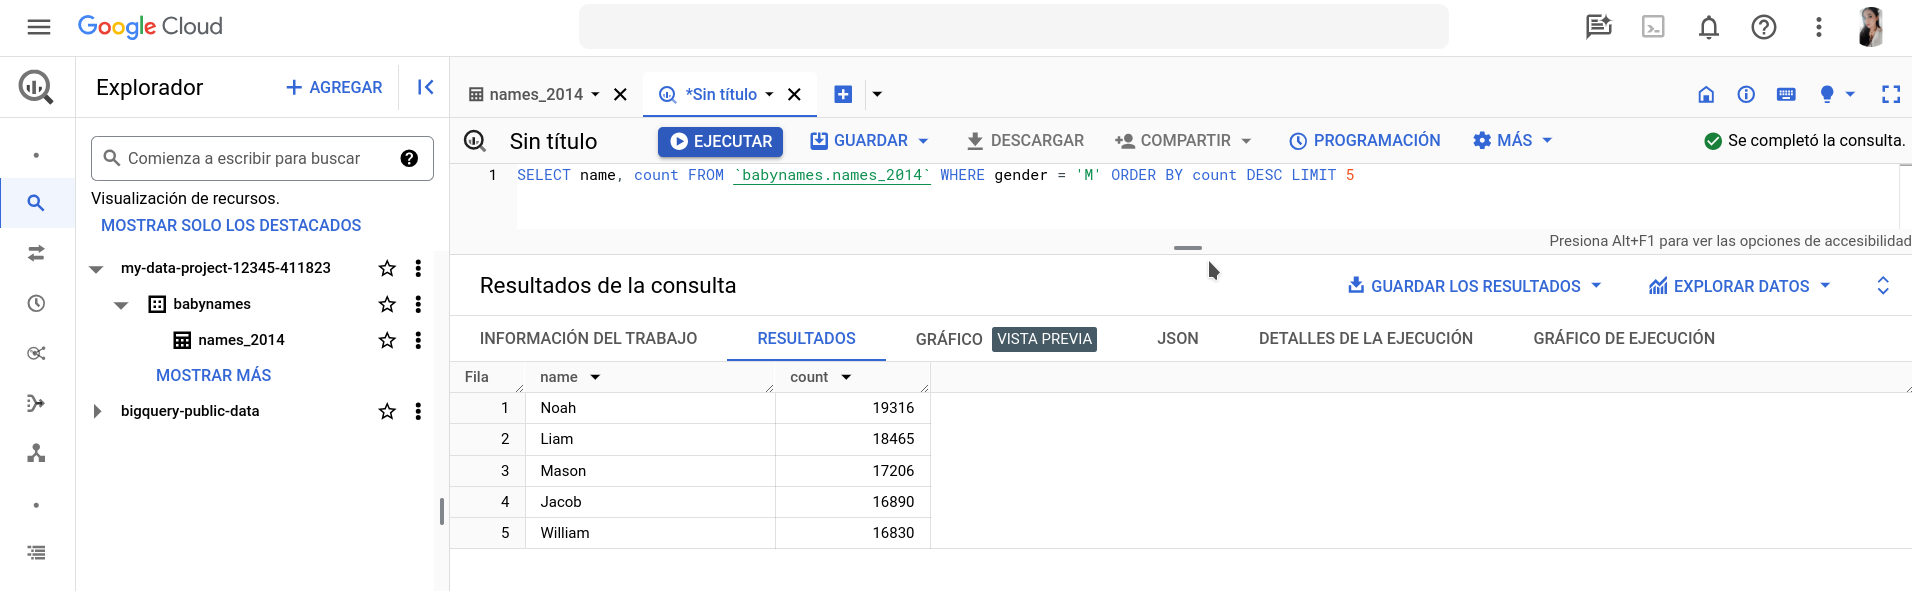 Google Cloud
Explorador
AGREGAR
names_2014
*Sin título
Sin título
EJECUTAR
GUARDAR
DESCARGAR
COMPARTIR
PROGRAMACIÓN
MÁS
Se completó la consulta.
Comienza a escribir para buscar
Visualización de recursos.
MOSTRAR SOLO LOS DESTACADOS
my-data-project-12345-411823
babynames
names_2014
MOSTRAR MÁS
bigquery-public-data
1 SELECT name, count FROM `babynames.names_2014` WHERE gender = 'M' ORDER BY count DESC LIMIT 5
Presiona Alt+F1 para ver las opciones de accesibilidad
Resultados de la consulta
GUARDAR LOS RESULTADOS
EXPLORAR DATOS
INFORMACIÓN DEL TRABAJO
RESULTADOS
GRÁFICO VISTA PREVIA
JSON
DETALLES DE LA EJECUCIÓN
GRÁFICO DE EJECUCIÓN
Fila name count
1 Noah 19316
2 Liam 18465
3 Mason 17206
4 Jacob 16890
5 William 16830